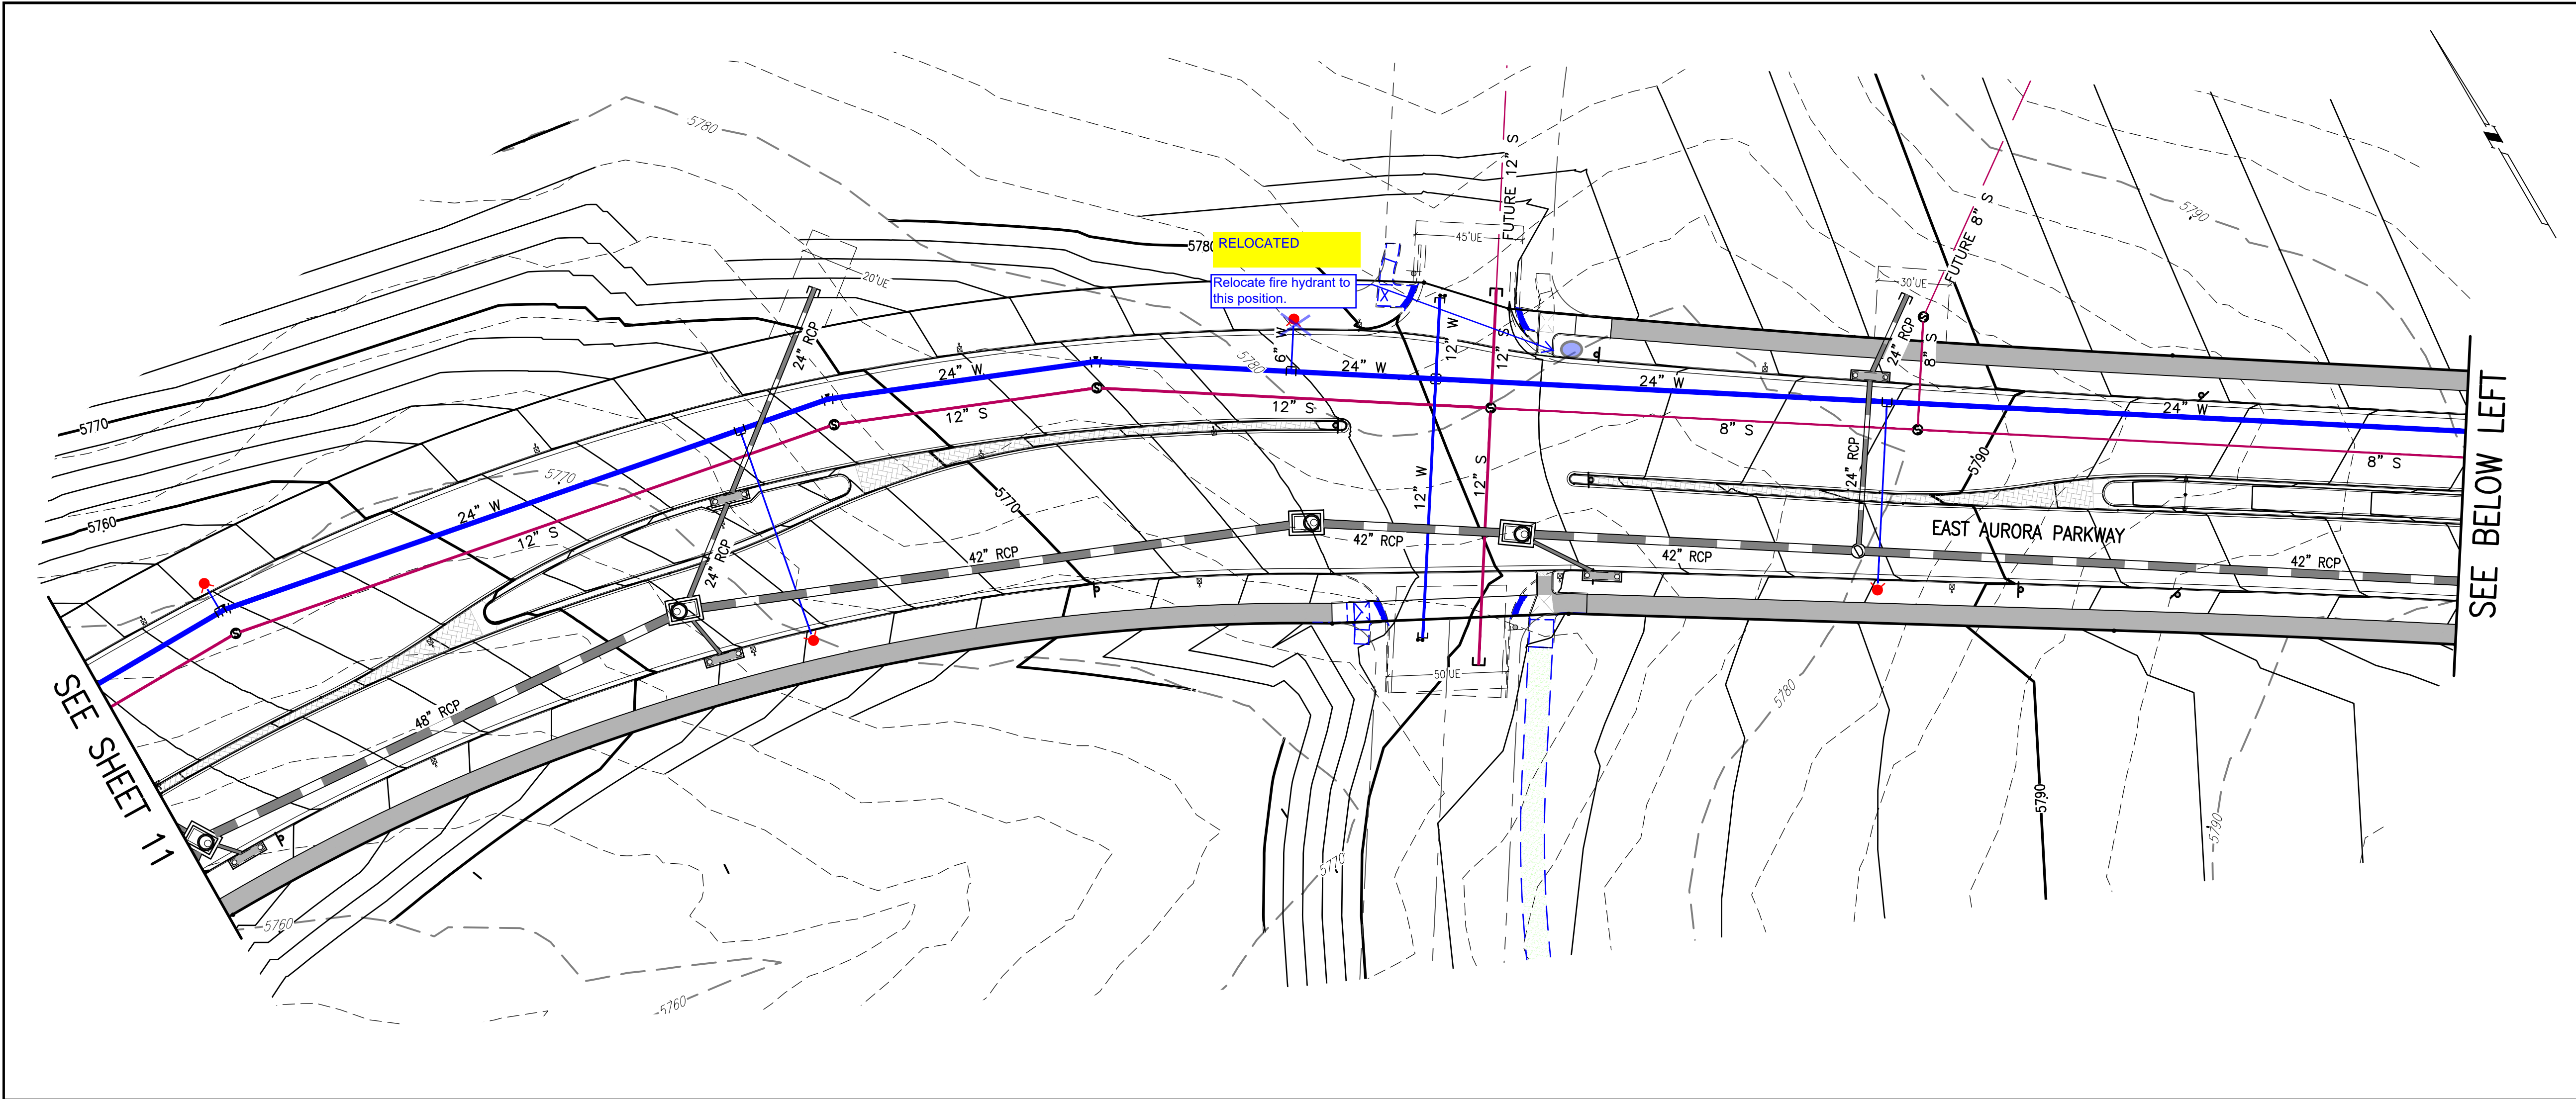 5780
5790
FUTURE 12" S
FUTURE 8" S
45'UE
RELOCATED
5780
Relocate fire hydrant to
this position.
20'UE
30'UE
24" RCP
6" W
12" W
12" S
24" RCP
8" S
5780
24" W
24" W
24" W
24" W
12" S
12" S
8" S
8" S
SEE BELOW LEFT
5770
5770
5760
24" W
12" S
5770
12" W
12" S
24" RCP
5790
EAST AURORA PARKWAY
24" RCP
42" RCP
42" RCP
42" RCP
42" RCP
50'UE
5780
48" RCP
SEE SHEET 11
5790
5790
5770
5760
5760